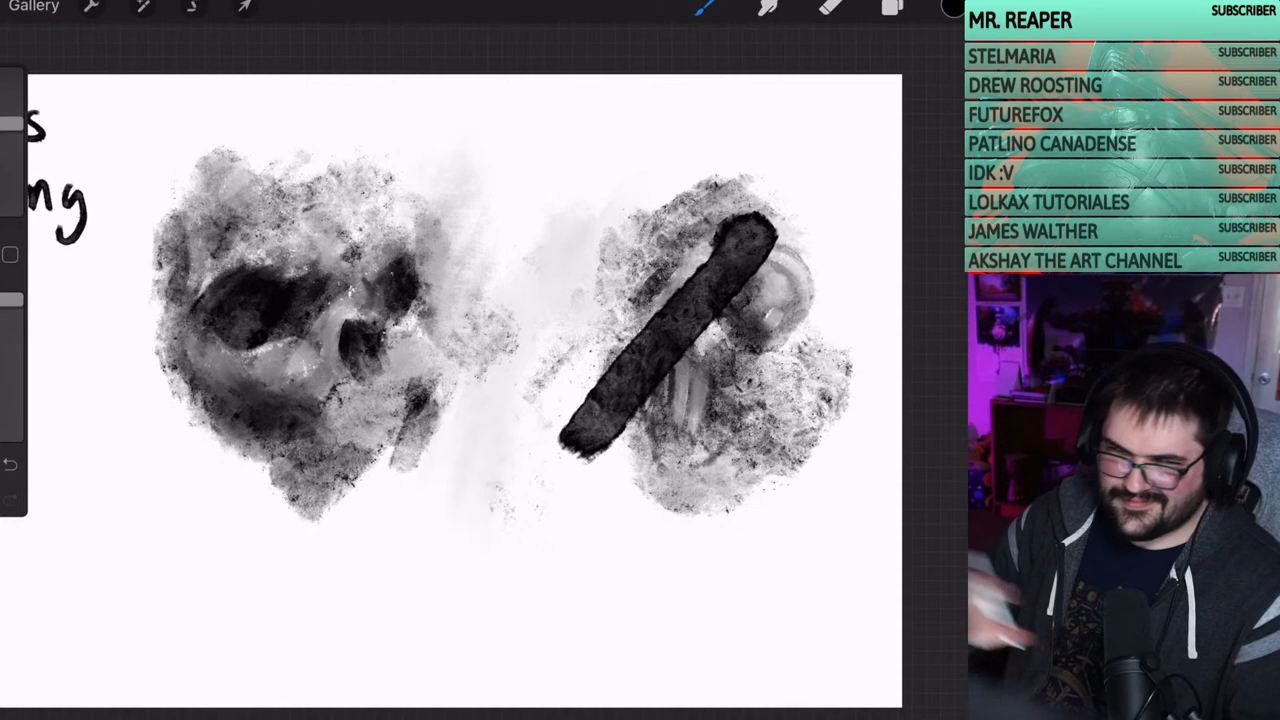 Gallery
s
ng
MR. REAPER SUBSCRIBER
STELMARIA SUBSCRIBER
DREW ROOSTING SUBSCRIBER
FUTUREFOX SUBSCRIBER
PATLINO CANADENSE SUBSCRIBER
IDK :V SUBSCRIBER
LOLKAX TUTORIALES SUBSCRIBER
JAMES WALTHER SUBSCRIBER
AKSHAY THE ART CHANNEL SUBSCRIBER